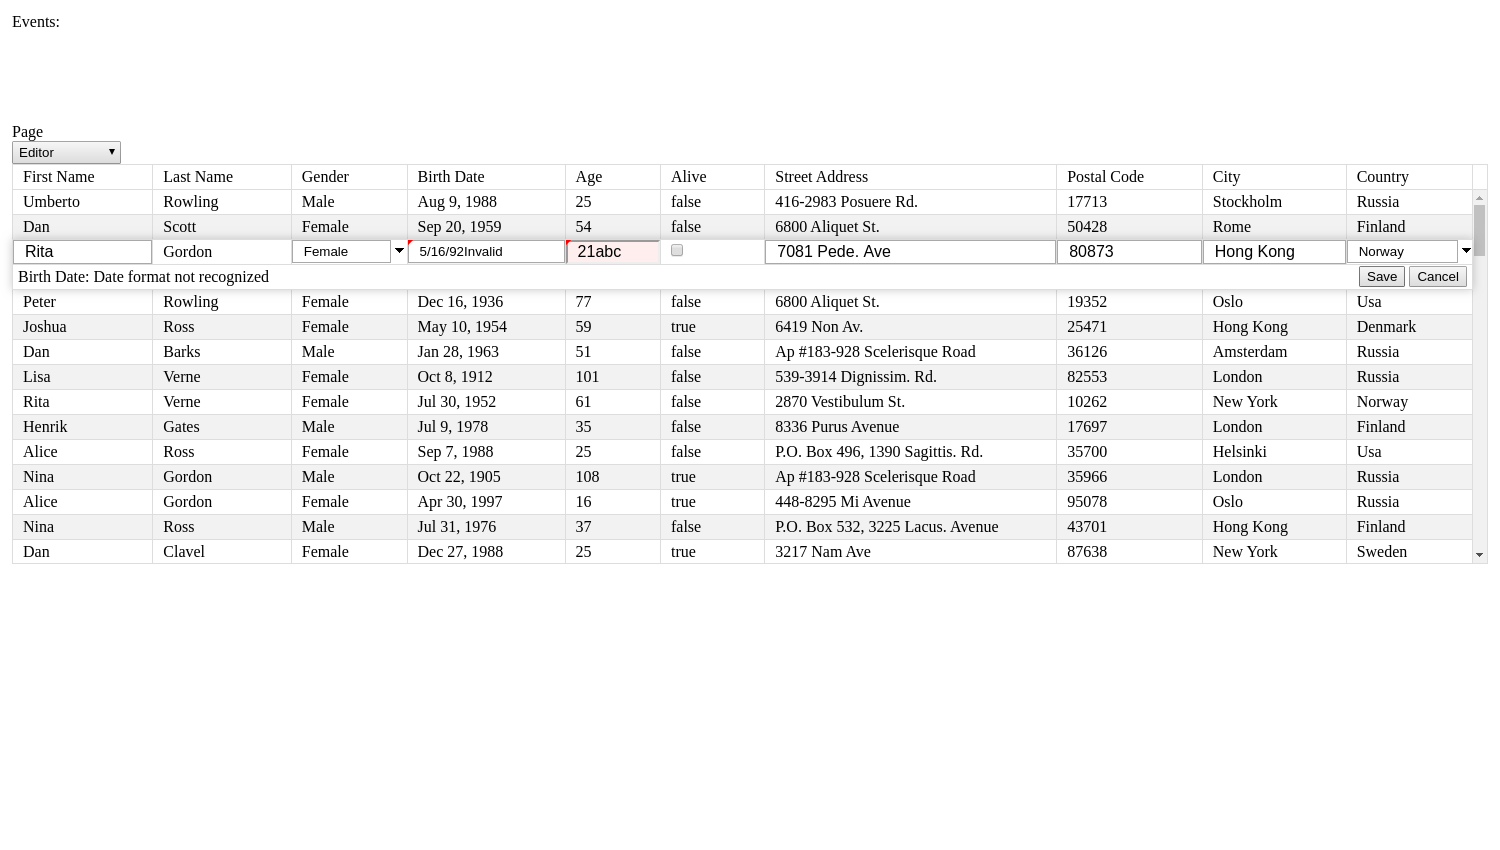 Events:
Page
Editor
First Name Last Name Gender Birth Date Age Alive Street Address Postal Code City Country
Umberto Rowling Male Aug 9, 1988 25 false 416-2983 Posuere Rd. 17713 Stockholm Russia
Dan Scott Female Sep 20, 1959 54 false 6800 Aliquet St. 50428 Rome Finland
Rita Gordon Female 5/16/92Invalid 21abc 7081 Pede. Ave 80873 Hong Kong Norway
Birth Date: Date format not recognized Save Cancel
Peter Rowling Female Dec 16, 1936 77 false 6800 Aliquet St. 19352 Oslo Usa
Joshua Ross Female May 10, 1954 59 true 6419 Non Av. 25471 Hong Kong Denmark
Dan Barks Male Jan 28, 1963 51 false Ap #183-928 Scelerisque Road 36126 Amsterdam Russia
Lisa Verne Female Oct 8, 1912 101 false 539-3914 Dignissim. Rd. 82553 London Russia
Rita Verne Female Jul 30, 1952 61 false 2870 Vestibulum St. 10262 New York Norway
Henrik Gates Male Jul 9, 1978 35 false 8336 Purus Avenue 17697 London Finland
Alice Ross Female Sep 7, 1988 25 false P.O. Box 496, 1390 Sagittis. Rd. 35700 Helsinki Usa
Nina Gordon Male Oct 22, 1905 108 true Ap #183-928 Scelerisque Road 35966 London Russia
Alice Gordon Female Apr 30, 1997 16 true 448-8295 Mi Avenue 95078 Oslo Russia
Nina Ross Male Jul 31, 1976 37 false P.O. Box 532, 3225 Lacus. Avenue 43701 Hong Kong Finland
Dan Clavel Female Dec 27, 1988 25 true 3217 Nam Ave 87638 New York Sweden